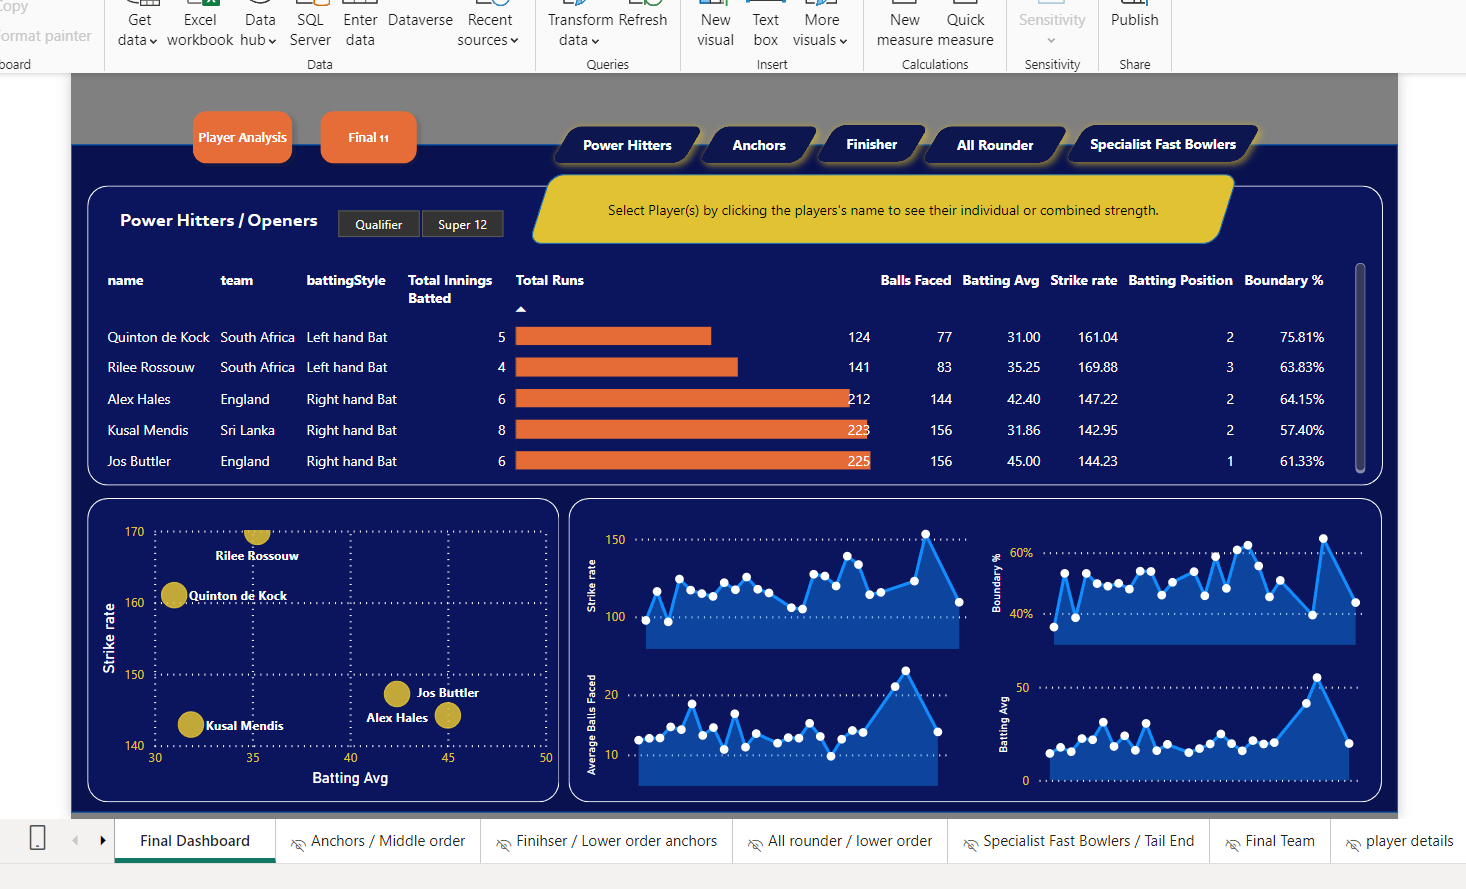 Copy
Format painter
board
Get data
Excel workbook
Data hub
SQL Server
Enter data
Dataverse
Recent sources
Data
Transform data
Refresh
Queries
New visual
Text box
More visuals
Insert
New measure
Quick measure
Calculations
Sensitivity
Sensitivity
Publish
Share
Player Analysis
Final 11
Power Hitters
Anchors
Finisher
All Rounder
Specialist Fast Bowlers
Select Player(s) by clicking the players's name to see their individual or combined strength.
Power Hitters / Openers
Qualifier
Super 12
name team battingStyle Total Innings Batted Total Runs Balls Faced Batting Avg Strike rate Batting Position Boundary %
Quinton de Kock South Africa Left hand Bat 5 124 77 31.00 161.04 2 75.81%
Rilee Rossouw South Africa Left hand Bat 4 141 83 35.25 169.88 3 63.83%
Alex Hales England Right hand Bat 6 212 144 42.40 147.22 2 64.15%
Kusal Mendis Sri Lanka Right hand Bat 8 223 156 31.86 142.95 2 57.40%
Jos Buttler England Right hand Bat 6 225 156 45.00 144.23 1 61.33%
Strike rate
170
160
150
140
Rilee Rossouw
Quinton de Kock
Jos Buttler
Alex Hales
Kusal Mendis
30 35 40 45 50
Batting Avg
Strike rate
150
100
Boundary %
60%
40%
Average Balls Faced
20
10
Batting Avg
50
0
Final Dashboard
Anchors / Middle order
Finihser / Lower order anchors
All rounder / lower order
Specialist Fast Bowlers / Tail End
Final Team
player details